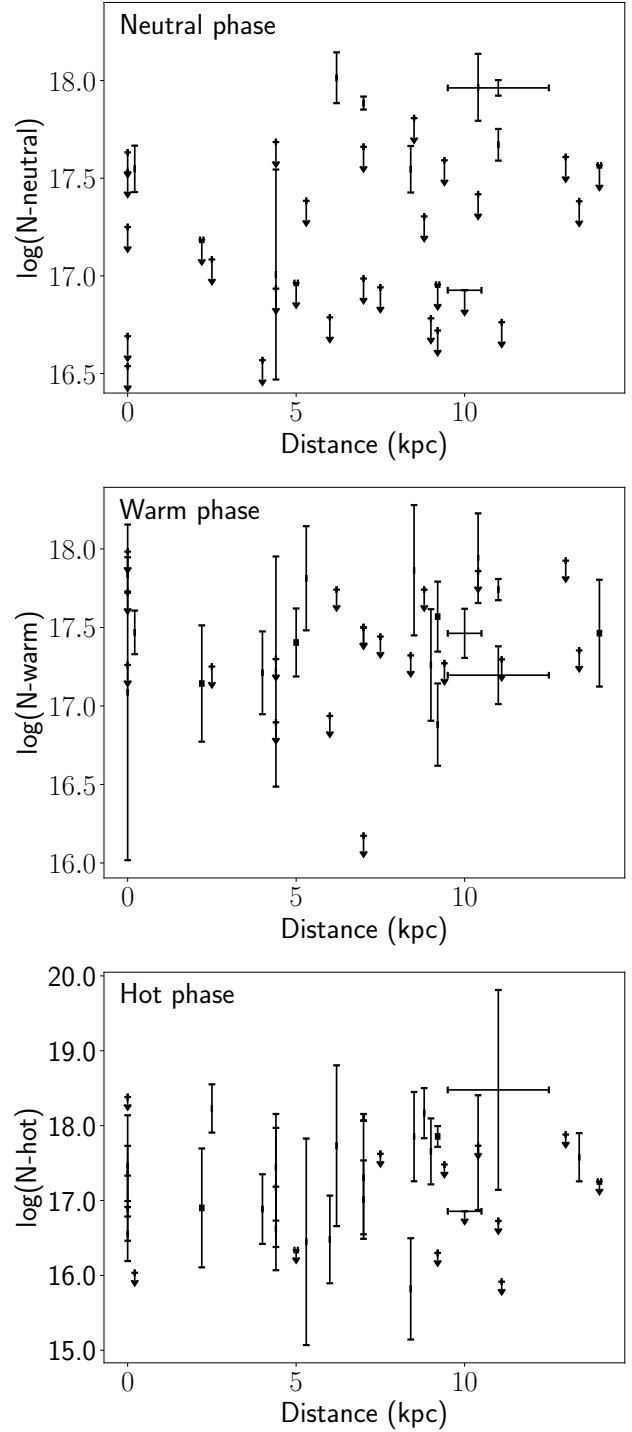 Neutral phase
18.0
17.5
17.0
16.5
log(N-neutral)
0 5 10
Distance (kpc)
Warm phase
18.0
17.5
17.0
16.5
16.0
log(N-warm)
0 5 10
Distance (kpc)
Hot phase
20.0
19.0
18.0
17.0
16.0
15.0
log(N-hot)
0 5 10
Distance (kpc)